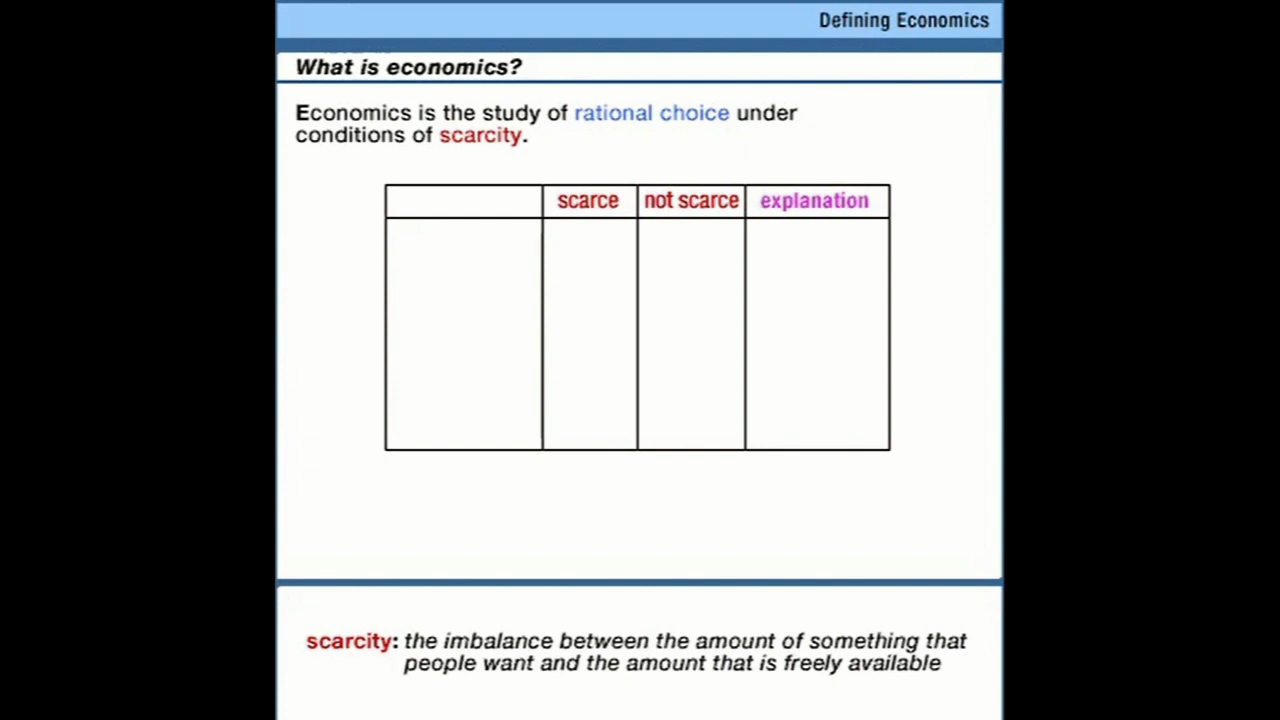 Defining Economics
What is economics?
Economics is the study of rational choice under
conditions of scarcity.
scarce not scarce explanation
scarcity: the imbalance between the amount of something that
people want and the amount that is freely available